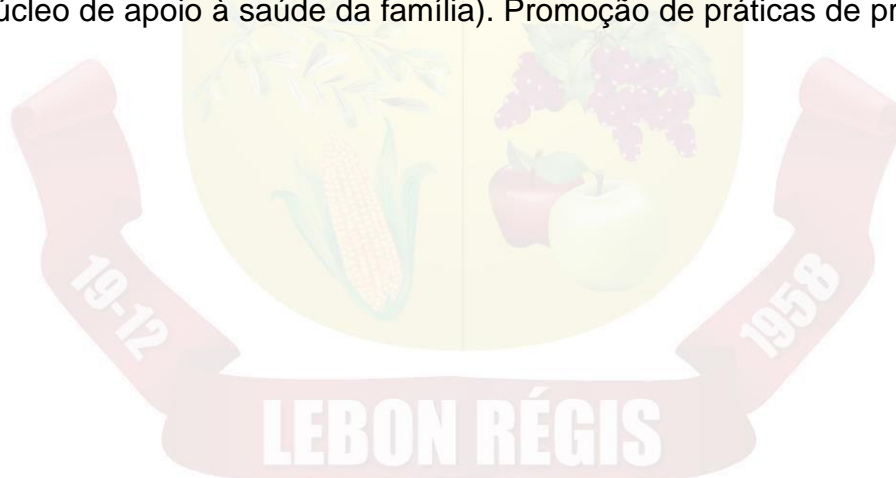 úcleo de apoio à saúde da família). Promoção de práticas de pr
19-12
1958
LEBON RÉGIS